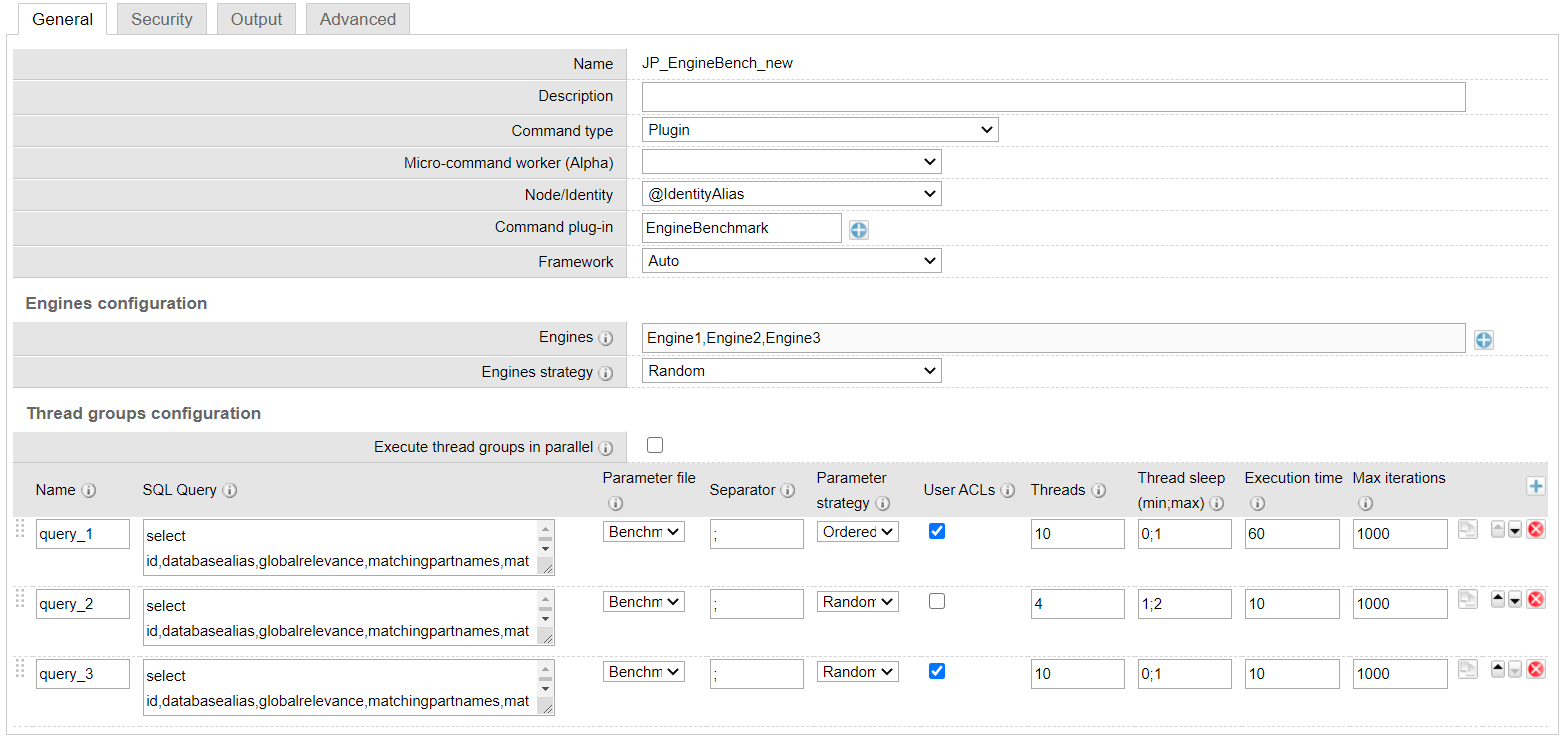 General Security Output Advanced
Name JP_EngineBench_new
Description
Command type Plugin
Micro-command worker (Alpha)
Node/Identity @IdentityAlias
Command plug-in EngineBenchmark
Framework Auto
Engines configuration
Engines Engine1,Engine2,Engine3
Engines strategy Random
Thread groups configuration
Execute thread groups in parallel
Name SQL Query Parameter file Separator Parameter strategy User ACLs Threads Thread sleep (min;max) Execution time Max iterations
query_1 select Benchm ; Ordered 10 0;1 60 1000
id,databasealias,globalrelevance,matchingpartnames,mat
query_2 select Benchm ; Random 4 1;2 10 1000
id,databasealias,globalrelevance,matchingpartnames,mat
query_3 select Benchm ; Random 10 0;1 10 1000
id,databasealias,globalrelevance,matchingpartnames,mat